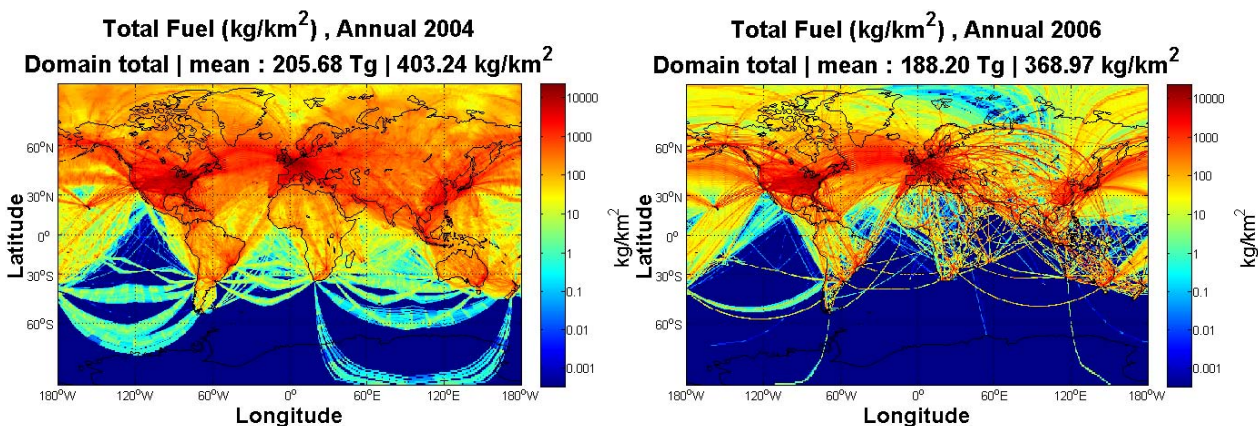 Total Fuel (kg/km2) , Annual 2004
Domain total | mean : 205.68 Tg | 403.24 kg/km2
Latitude
60°N
30°N
0°
30°S
60°S
180°W
120°W
60°W
0°
60°E
120°E
180°W
Longitude
10000
1000
100
10
1
0.1
0.01
0.001
kg/km2
Total Fuel (kg/km2) , Annual 2006
Domain total | mean : 188.20 Tg | 368.97 kg/km2
Latitude
60°N
30°N
0°
30°S
60°S
180°W
120°W
60°W
0°
60°E
120°E
180°W
Longitude
10000
1000
100
10
1
0.1
0.01
0.001
kg/km2